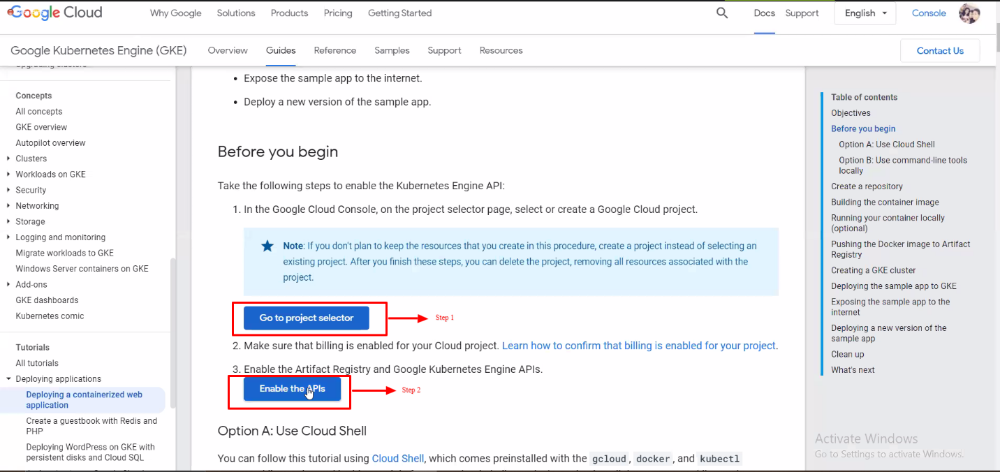 Google Cloud
Why Google
Solutions
Products
Pricing
Getting Started
Docs
Support
English
Console
Google Kubernetes Engine (GKE)
Overview
Guides
Reference
Samples
Support
Resources
Contact Us
Upgrading clusters
Concepts
All concepts
GKE overview
Autopilot overview
Clusters
Workloads on GKE
Security
Networking
Storage
Logging and monitoring
Migrate workloads to GKE
Windows Server containers on GKE
Add-ons
GKE dashboards
Kubernetes comic
Tutorials
All tutorials
Deploying applications
Deploying a containerized web
application
Create a guestbook with Redis and
PHP
Deploying WordPress on GKE with
persistent disks and Cloud SQL
• Expose the sample app to the internet.
• Deploy a new version of the sample app.
Before you begin
Take the following steps to enable the Kubernetes Engine API:
1. In the Google Cloud Console, on the project selector page, select or create a Google Cloud project.
Note: If you don't plan to keep the resources that you create in this procedure, create a project instead of selecting an
existing project. After you finish these steps, you can delete the project, removing all resources associated with the
project.
Go to project selector
Step 1
2. Make sure that billing is enabled for your Cloud project. Learn how to confirm that billing is enabled for your project.
3. Enable the Artifact Registry and Google Kubernetes Engine APIs.
Enable the APIs
Step 2
Option A: Use Cloud Shell
You can follow this tutorial using Cloud Shell, which comes preinstalled with the gcloud, docker, and kubectl
Table of contents
Objectives
Before you begin
Option A: Use Cloud Shell
Option B: Use command-line tools
locally
Create a repository
Building the container image
Running your container locally
(optional)
Pushing the Docker image to Artifact
Registry
Creating a GKE cluster
Deploying the sample app to GKE
Exposing the sample app to the
internet
Deploying a new version of the
sample app
Clean up
What's next
Activate Windows
Go to Settings to activate Windows.